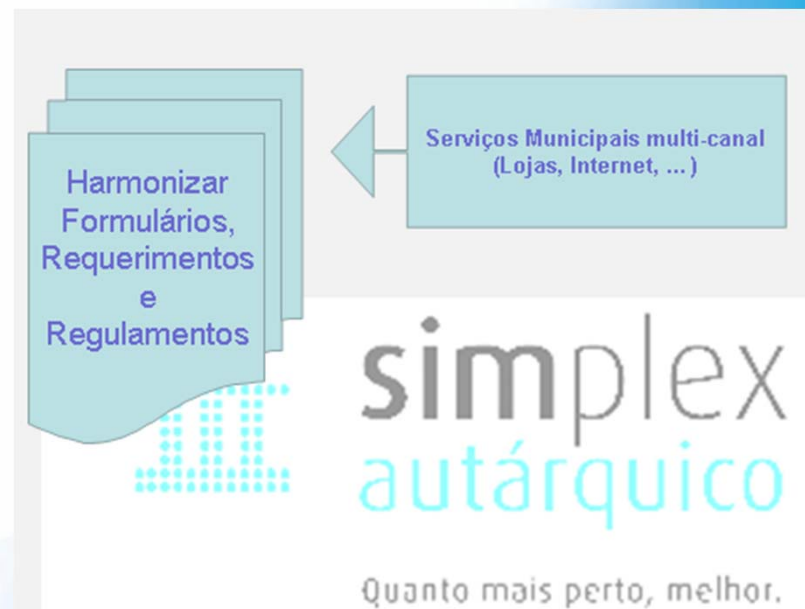 Harmonizar
Formulários,
Requerimentos
e
Regulamentos
Serviços Municipais multi-canal
(Lojas, Internet, ...)
simplex
autárquico
Quanto mais perto, melhor.